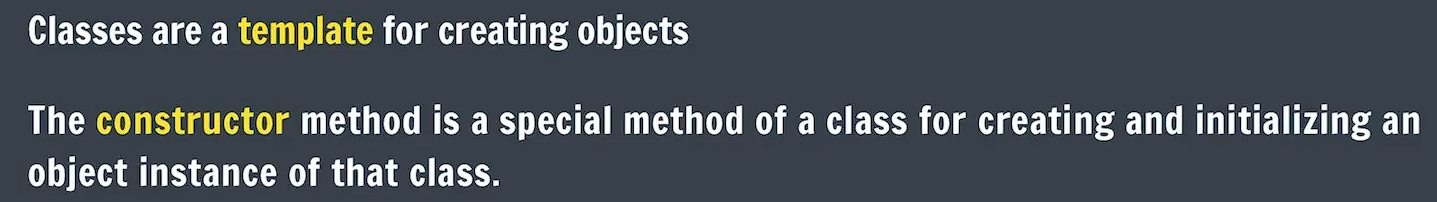 Classes are a template for creating objects
The constructor method is a special method of a class for creating and initializing an
object instance of that class.